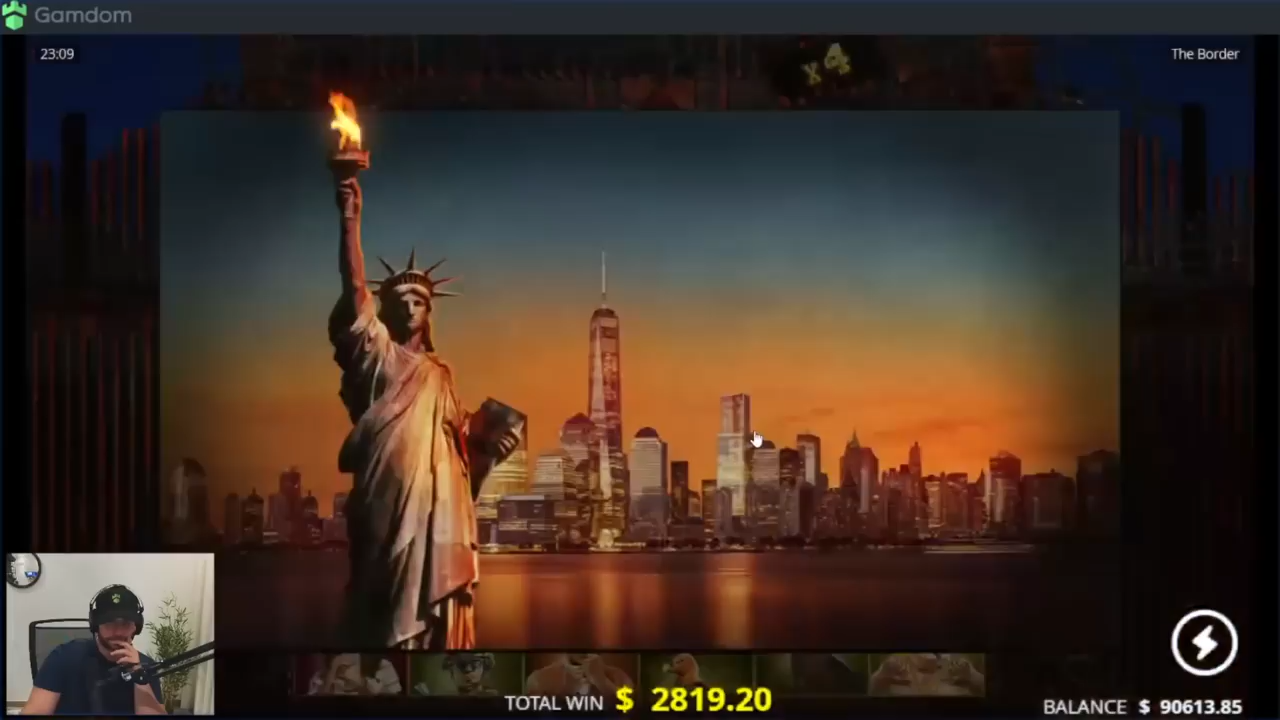 Gamdom
23:09
The Border
x4
TOTAL WIN $ 2819.20
BALANCE $ 90613.85